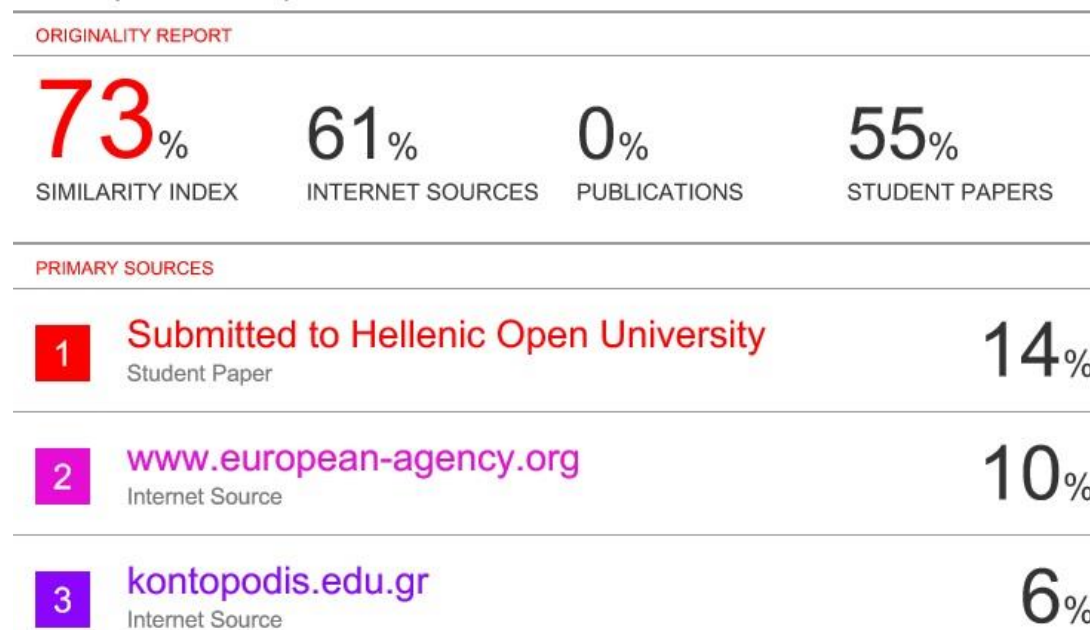 ORIGINALITY REPORT
73% 61% 0% 55%
SIMILARITY INDEX INTERNET SOURCES PUBLICATIONS STUDENT PAPERS
PRIMARY SOURCES
1 Submitted to Hellenic Open University 14%
Student Paper
2 www.european-agency.org 10%
Internet Source
3 kontopodis.edu.gr 6%
Internet Source